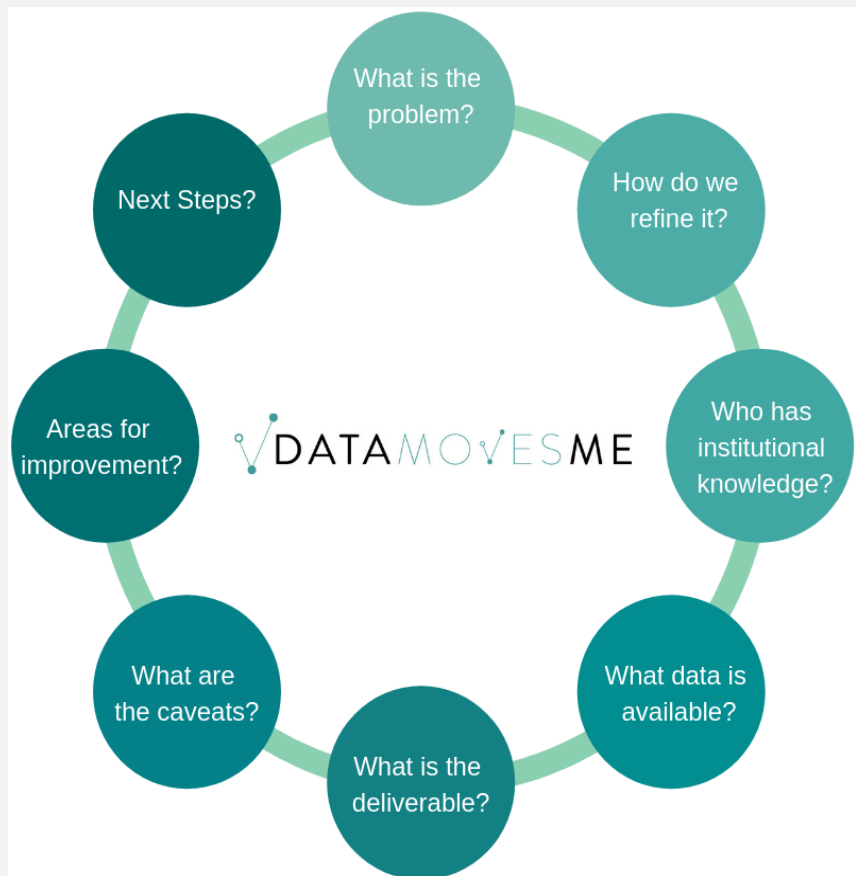 What is the
problem?
How do we
refine it?
Who has
institutional
knowledge?
What data is
available?
What is the
deliverable?
What are
the caveats?
Areas for
improvement?
Next Steps?
DATAMOVESME